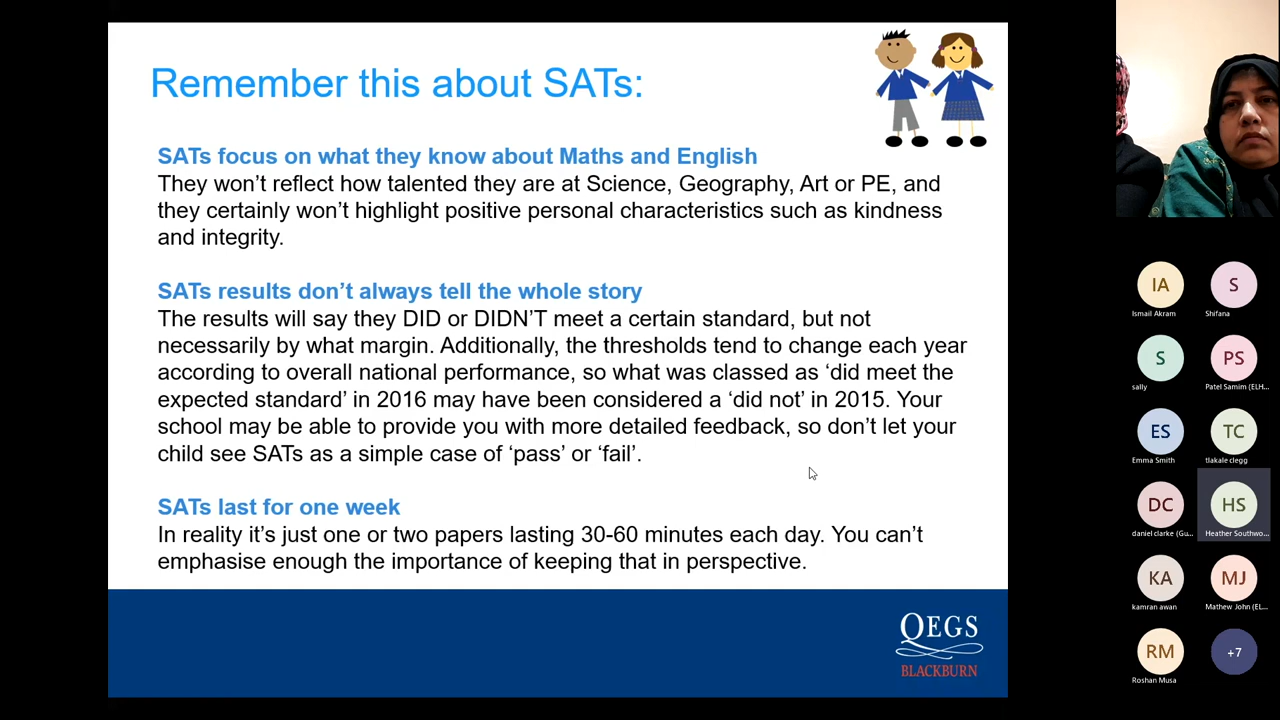 Remember this about SATs:
SATs focus on what they know about Maths and English
They won’t reflect how talented they are at Science, Geography, Art or PE, and
they certainly won’t highlight positive personal characteristics such as kindness
and integrity.
SATs results don’t always tell the whole story
The results will say they DID or DIDN’T meet a certain standard, but not
necessarily by what margin. Additionally, the thresholds tend to change each year
according to overall national performance, so what was classed as ‘did meet the
expected standard’ in 2016 may have been considered a ‘did not’ in 2015. Your
school may be able to provide you with more detailed feedback, so don’t let your
child see SATs as a simple case of ‘pass’ or ‘fail’.
SATs last for one week
In reality it’s just one or two papers lasting 30-60 minutes each day. You can’t
emphasise enough the importance of keeping that in perspective.
QEGS
BLACKBURN
IA
Ismail Akram
S
Shifana
S
sally
PS
Patel Samim (ELH...
ES
Emma Smith
TC
tlakale clegg
DC
daniel clarke (Gu...
HS
Heather Southwo...
KA
kamran awan
MJ
Mathew John (EL...
RM
Roshan Musa
+7